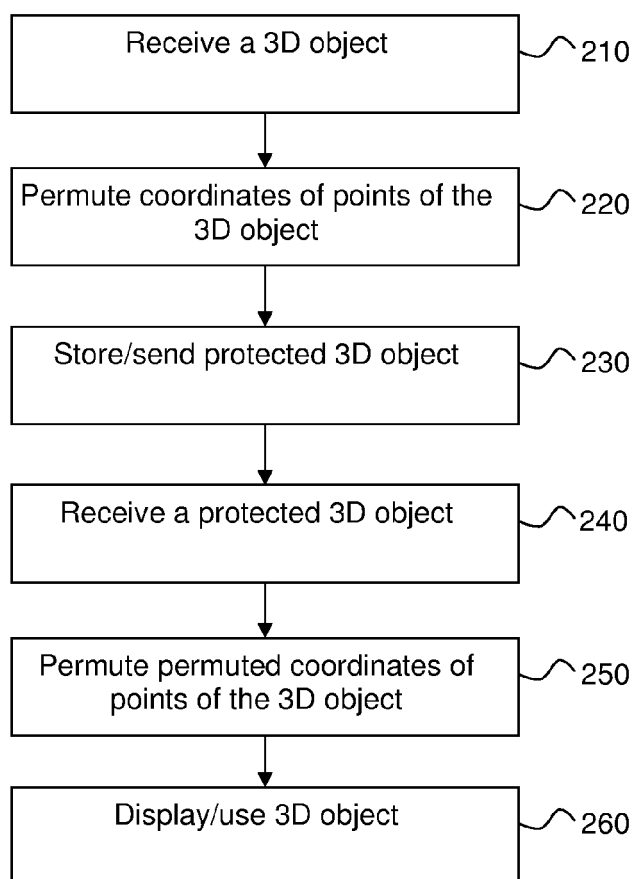 Receive a 3D object
210
Permute coordinates of points of the
3D object
220
Store/send protected 3D object
230
Receive a protected 3D object
240
Permute permuted coordinates of
points of the 3D object
250
Display/use 3D object
260